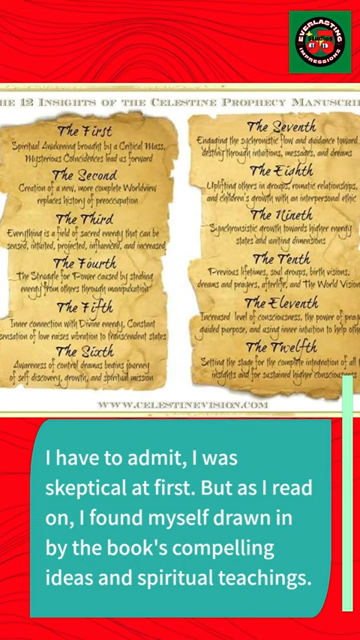 EVERLASTING
Studios
IMPRESSIONS
HE 12 INSIGHTS OF THE CELESTINE PROPHECY MANUSCRI
The First
Spiritual Awakening brought by a Critical Mass,
Mysterious Coincidences lead us forward
The Second
Creation of a new, more complete Worldview
replaces history of preoccupation
The Third
Everything is a field of sacred energy that can be
sensed, intuited, projected, influenced, and increased
The Fourth
The Struggle for Power caused by stealing
energy from others through manipulation
The Fifth
Inner connection with Divine energy. Constant
sensation of love raises vibration to transcendent states
The Sixth
Awareness of control dramas begins journey
of self discovery, growth, and spiritual mission
The Seventh
Engaging the sychronistic flow and guidance toward
destiny through intuitions, messages, and dreams
The Eighth
Uplifting others in groups, romatic relationships,
and children's growth with an interpersonal ethic
The Nineth
Synchronistic growth towards higher energy
states and uniting dimensions
The Tenth
Previous lifetimes, soul groups, birth visions,
dreams and prayers, afterlife, and The World Vision
The Eleventh
Increased level of consciousness, the power of praye
guided purpose, and using inner intuition to help oth
The Twelfth
Setting the stage for the complete integration of all t
insights and for sustained higher consciousness
WWW.CELESTINEVISION.COM
I have to admit, I was
skeptical at first. But as I read
on, I found myself drawn in
by the book's compelling
ideas and spiritual teachings.